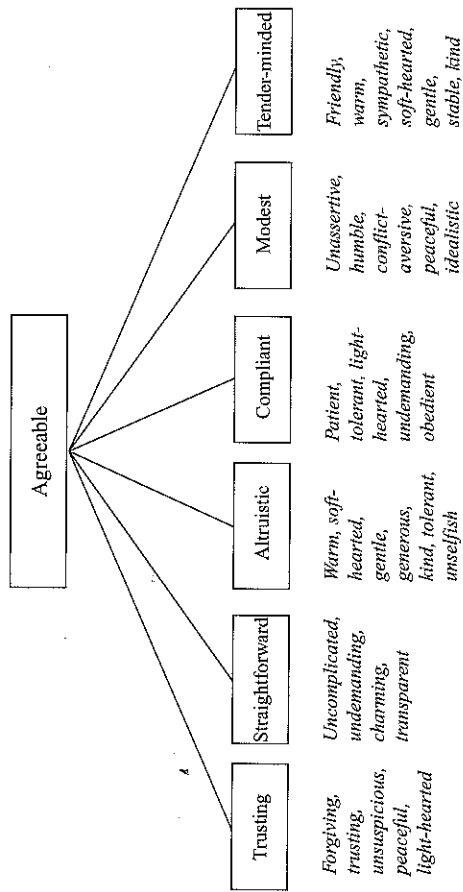 Agreeable
Trusting
Forgiving,
trusting,
unsuspicious,
peaceful,
light-hearted
Straightforward
Uncomplicated,
undemanding,
charming,
transparent
Altruistic
Warm, soft-
hearted,
gentle,
generous,
kind, tolerant,
unselfish
Compliant
Patient,
tolerant, light-
hearted,
undemanding,
obedient
Modest
Unassertive,
humble,
conflict-
aversive,
peaceful,
idealistic
Tender-minded
Friendly,
warm,
sympathetic,
soft-hearted,
gentle,
stable, kind